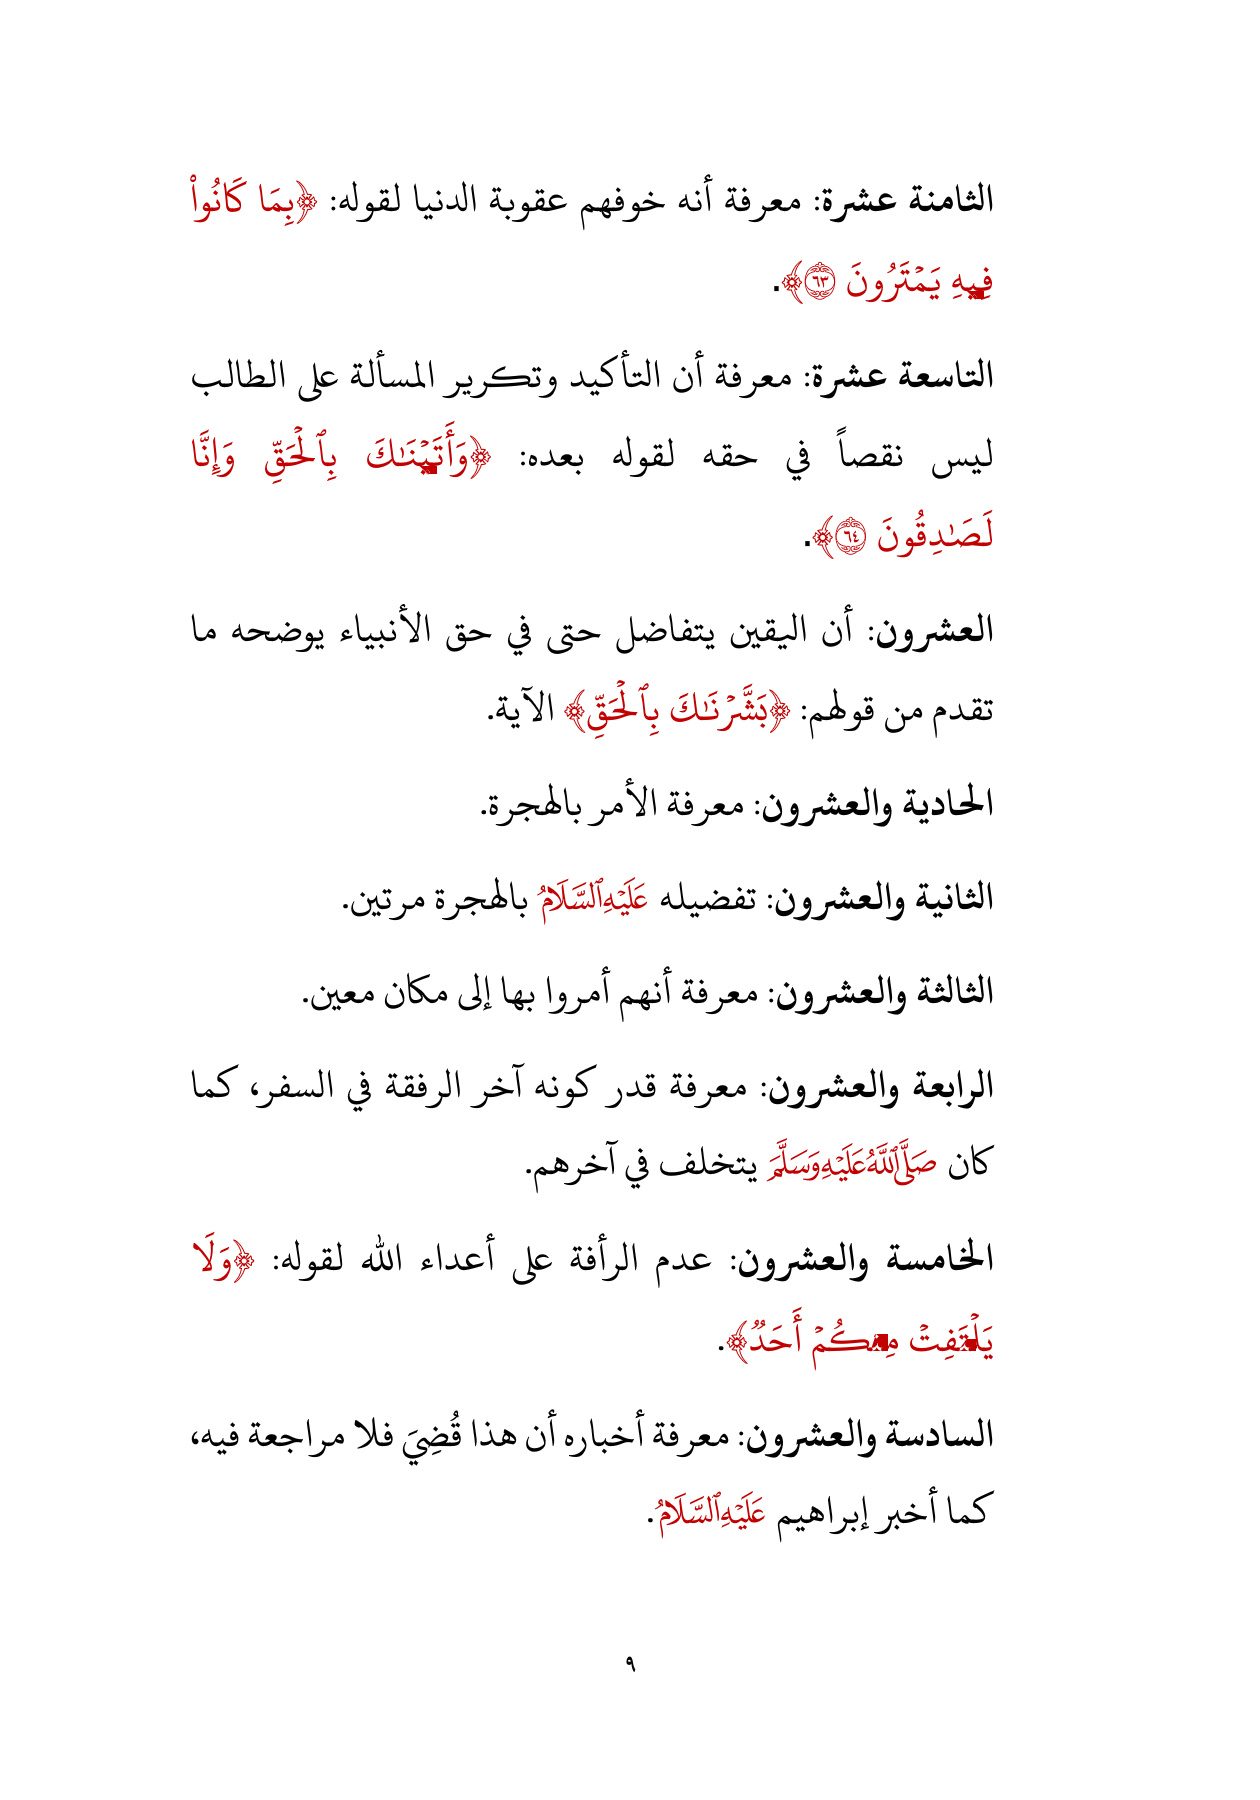 الثامنة عشرة: معرفة أنه خوفهم عقوبة الدنيا لقوله: ﴿بِمَا كَانُواْ
فِيهِ يَمۡتَرُونَ ٦٣﴾.
التاسعة عشرة: معرفة أن التأكيد وتكرير المسألة على الطالب
ليس نقصاً في حقه لقوله بعده: ﴿وَأَتَيۡنَٰكَ بِٱلۡحَقِّ وَإِنَّا
لَصَٰدِقُونَ ٦٤﴾.
العشرون: أن اليقين يتفاضل حتى في حق الأنبياء يوضحه ما
تقدم من قولهم: ﴿بَشَّرۡنَٰكَ بِٱلۡحَقِّ﴾ الآية.
الحادية والعشرون: معرفة الأمر بالهجرة.
الثانية والعشرون: تفضيله عَلَيْهِ ٱلسَّلَامُ بالهجرة مرتين.
الثالثة والعشرون: معرفة أنهم أمروا بها إلى مكان معين.
الرابعة والعشرون: معرفة قدر كونه آخر الرفقة في السفر، كما
كان صَلَّى ٱللَّهُ عَلَيْهِ وَسَلَّمَ يتخلف في آخرهم.
الخامسة والعشرون: عدم الرأفة على أعداء الله لقوله: ﴿وَلَا
يَلۡتَفِتۡ مِنكُمۡ أَحَدٞ﴾.
السادسة والعشرون: معرفة أخباره أن هذا قُضِيَ فلا مراجعة فيه،
كما أخبر إبراهيم عَلَيْهِ ٱلسَّلَامُ.
٩